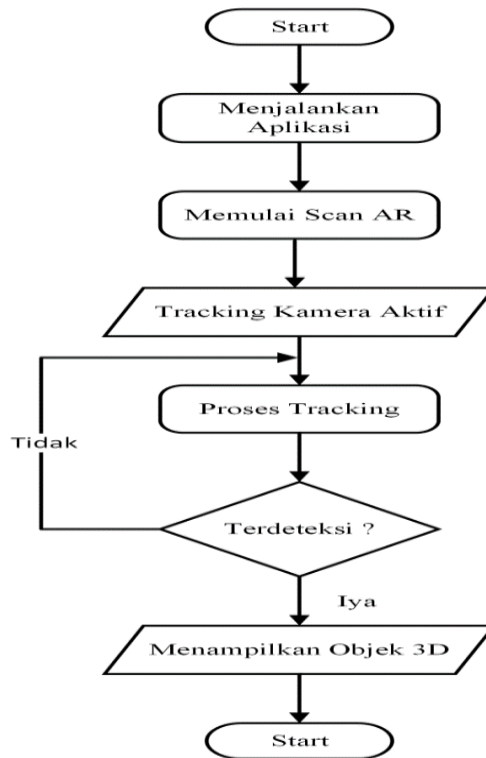 Start
Menjalankan
Aplikasi
Memulai Scan AR
Tracking Kamera Aktif
Proses Tracking
Tidak
Terdeteksi ?
Iya
Menampilkan Objek 3D
Start